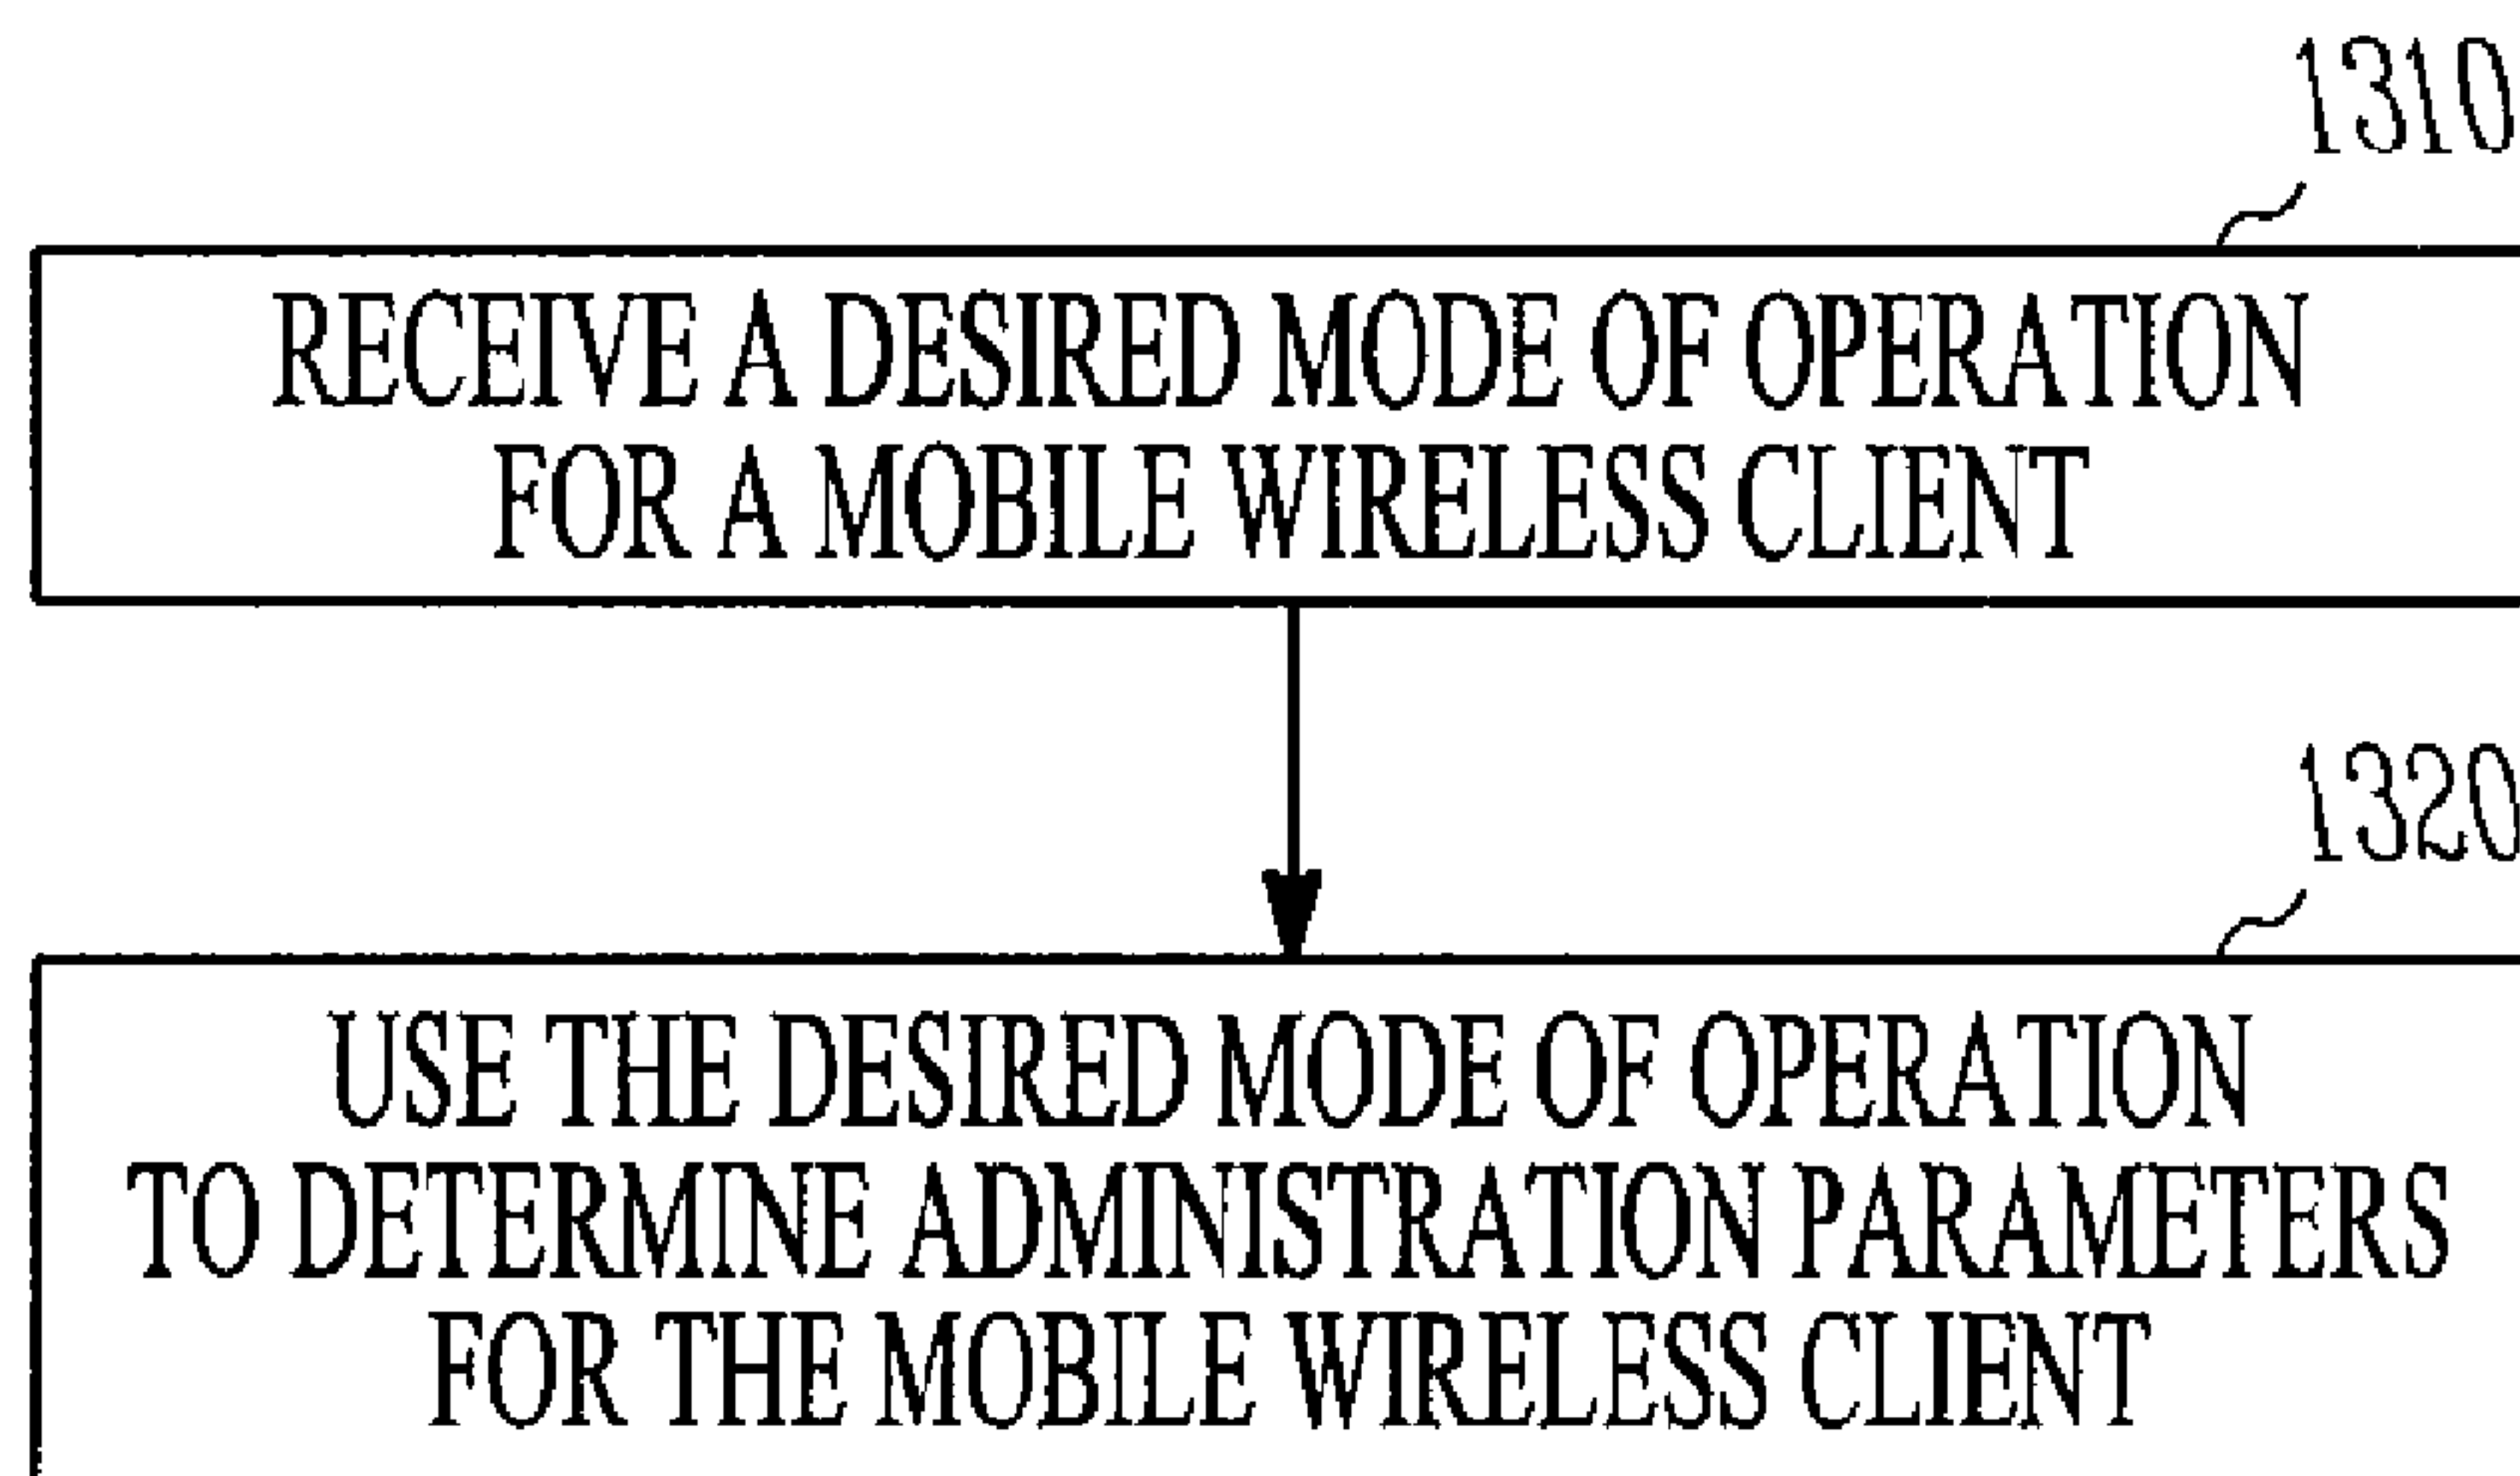 1310
RECEIVE A DESIRED MODE OF OPERATION
FOR A MOBILE WIRELESS CLIENT
1320
USE THE DESIRED MODE OF OPERATION
TO DETERMINE ADMINISTRATION PARAMETERS
FOR THE MOBILE WIRELESS CLIENT